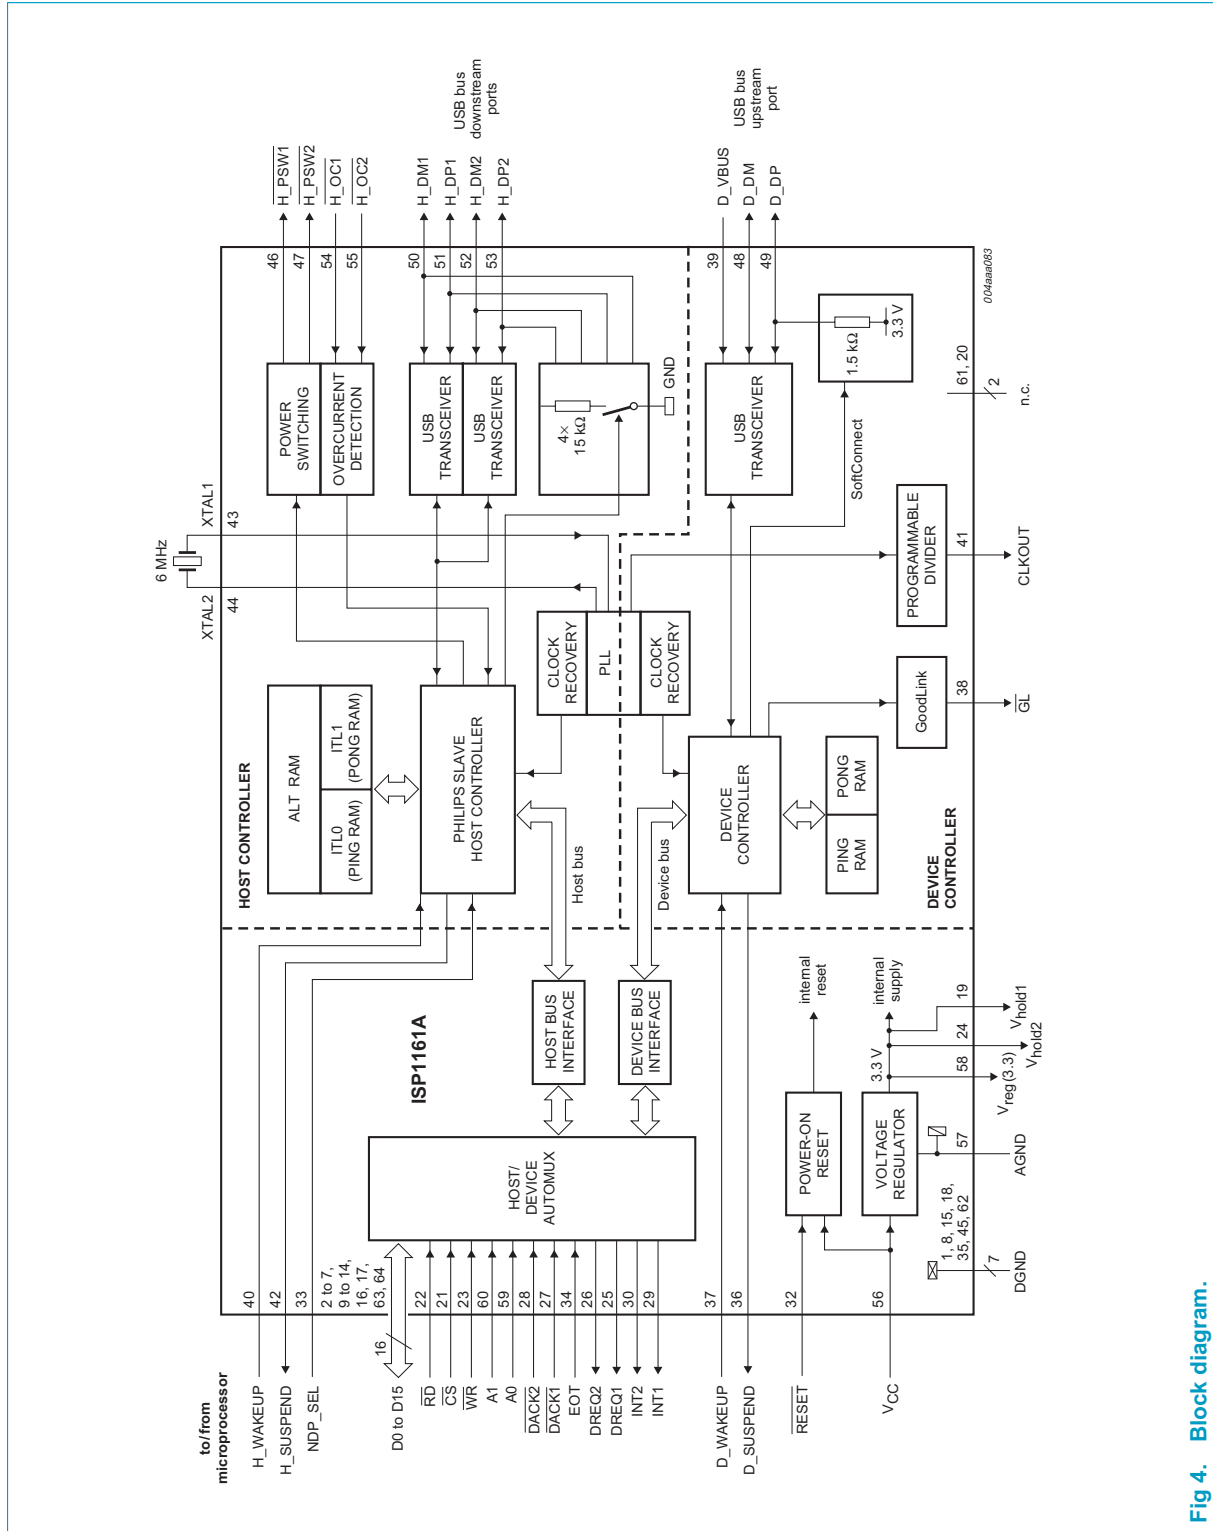 to/from
microprocessor
H_WAKEUP
40
H_SUSPEND
42
NDP_SEL
33
2 to 7,
9 to 14,
16, 17,
63, 64
D0 to D15
16
RD
22
CS
21
WR
23
A1
60
A0
59
DACK2
28
DACK1
27
EOT
34
DREQ2
26
DREQ1
25
INT2
30
INT1
29
D_WAKEUP
37
D_SUSPEND
36
RESET
32
VCC
56
HOST/
DEVICE
AUTOMUX
ISP1161A
HOST BUS
INTERFACE
DEVICE BUS
INTERFACE
POWER-ON
RESET
internal
reset
VOLTAGE
REGULATOR
3.3 V
internal
supply
1, 8, 15, 18,
35, 45, 62
7
DGND
57
AGND
58
Vreg(3.3)
24
Vhold2
19
Vhold1
HOST CONTROLLER
ALT RAM
ITL0
(PING RAM)
ITL1
(PONG RAM)
PHILIPS SLAVE
HOST CONTROLLER
Host bus
Device bus
DEVICE
CONTROLLER
PING
RAM
PONG
RAM
DEVICE
CONTROLLER
CLOCK
RECOVERY
PLL
CLOCK
RECOVERY
GoodLink
38
GL
PROGRAMMABLE
DIVIDER
41
CLKOUT
XTAL2
44
6 MHz
XTAL1
43
POWER
SWITCHING
OVERCURRENT
DETECTION
USB
TRANSCEIVER
USB
TRANSCEIVER
4×
15 kΩ
GND
USB
TRANSCEIVER
SoftConnect
1.5 kΩ
3.3 V
61, 20
2
n.c.
46
H_PSW1
47
H_PSW2
54
H_OC1
55
H_OC2
50
H_DM1
51
H_DP1
52
H_DM2
53
H_DP2
USB bus
downstream
ports
39
D_VBUS
48
D_DM
49
D_DP
USB bus
upstream
port
004aaa083
Fig 4. Block diagram.